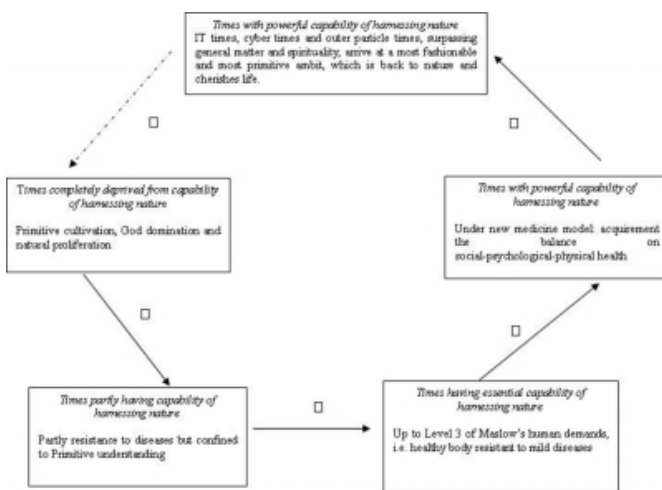 Times with powerful capability of harnessing nature
IT times, cyber times and outer particle times, surpassing
general matter and spirituality, arrive at a most fashionable
and most primitive ambit, which is back to nature and
cherishes life.
Times completely deprived from capability
of harnessing nature
Primitive cultivation, God domination and
natural proliferation
Times with powerful capability of
harnessing nature
Under new medicine model: acquirement
the balance on
social-psychological-physical health
Times partly having capability of
harnessing nature
Partly resistance to diseases but confined
to Primitive understanding
Times having essential capability of
harnessing nature
Up to Level 3 of Maslow's human demands,
i.e. healthy body resistant to mild diseases